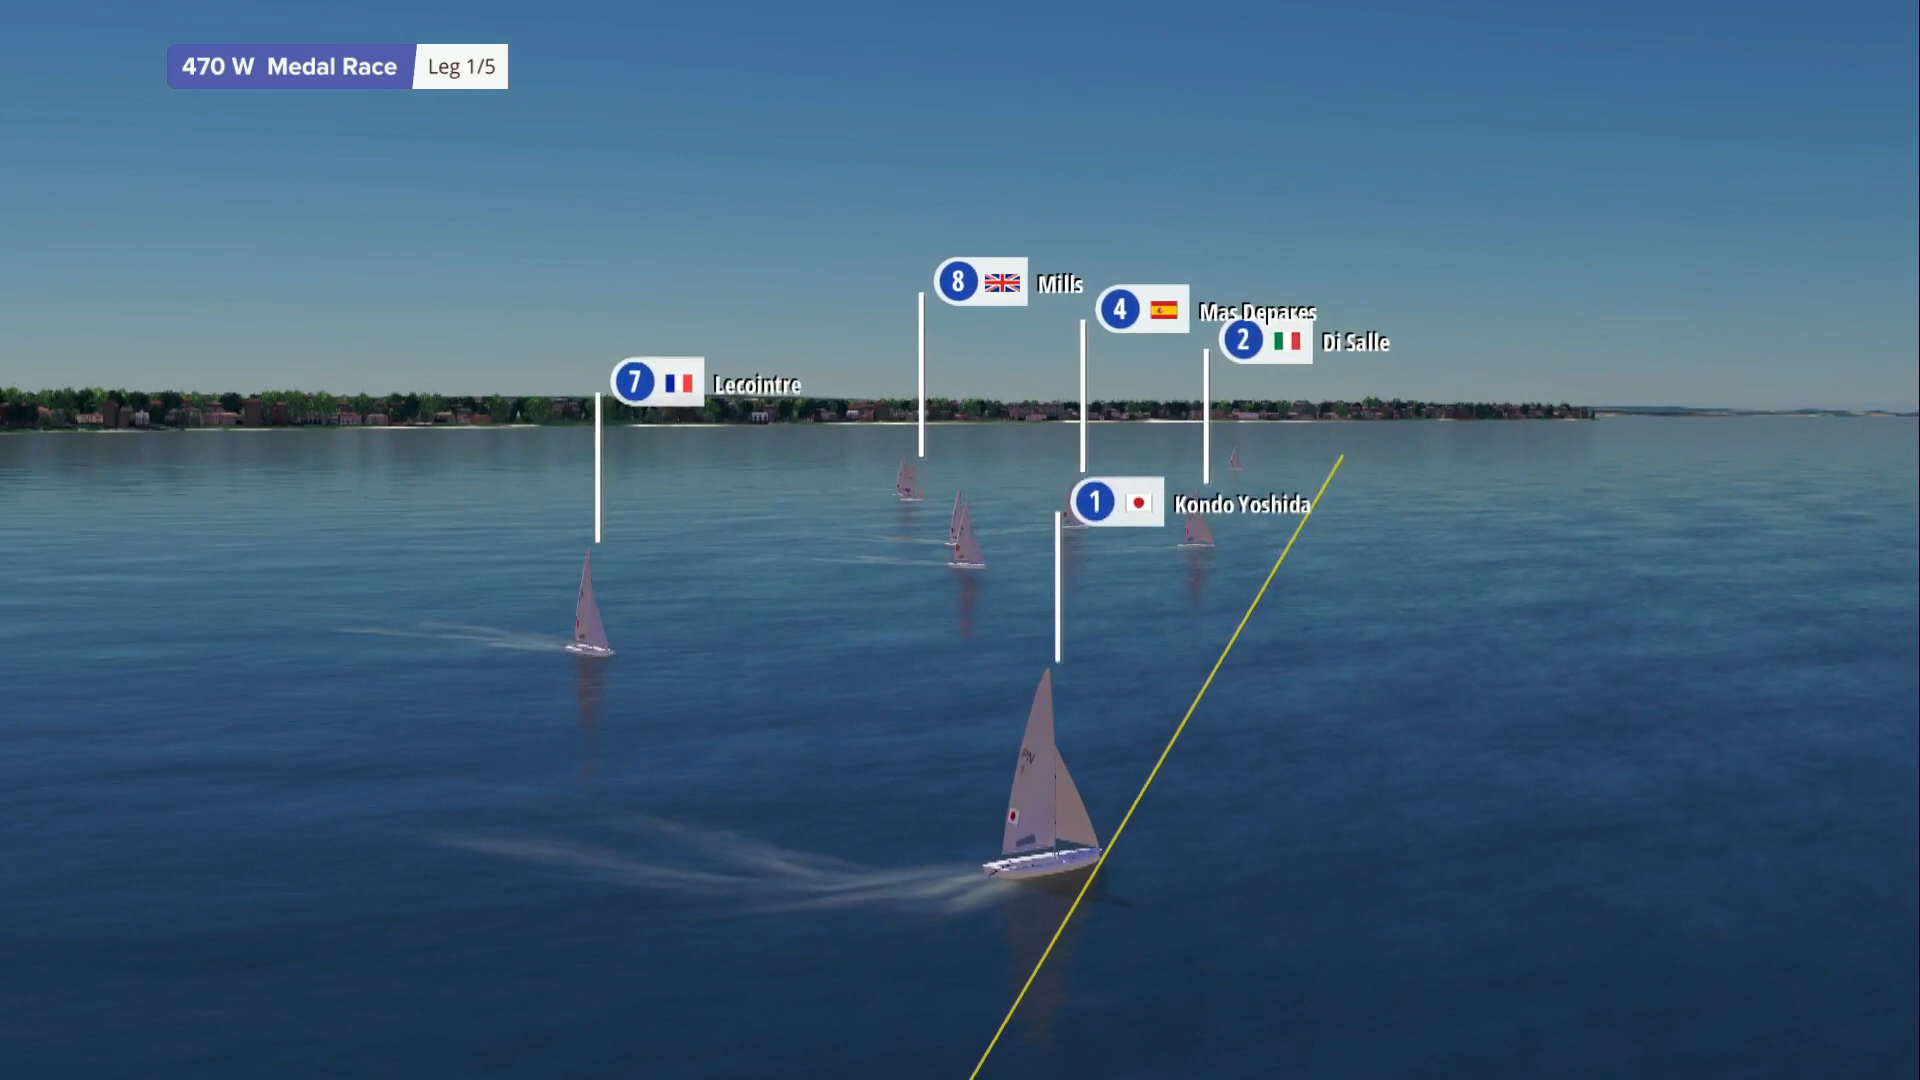 470 W Medal Race Leg 1/5
8 Mills
4 Mas Depares
2 Di Salle
7 Lecointre
1 Kondo Yoshida